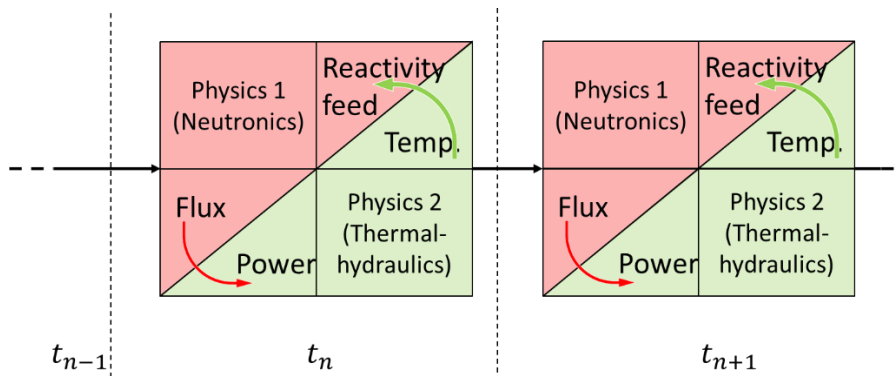 Physics 1
(Neutronics)
Reactivity
feed
Temp.
Flux
Power
Physics 2
(Thermal-
hydraulics)
Physics 1
(Neutronics)
Reactivity
feed
Temp.
Flux
Power
Physics 2
(Thermal-
hydraulics)
t_{n-1}
t_n
t_{n+1}